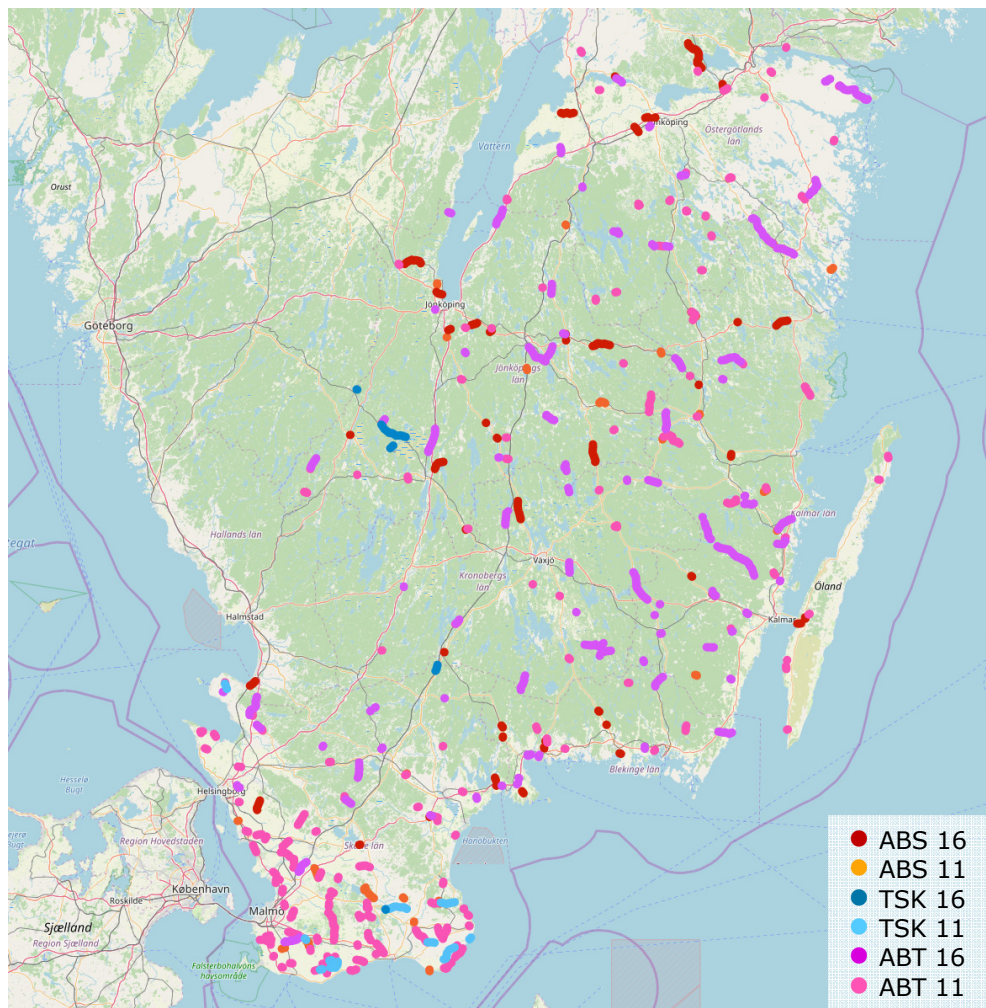 Norrköping
Östergötlands
län
Vättern
Orust
Jönköping
Göteborg
Jönköpings
län
Hallands län
Kalmar län
Växjö
Kronobergs
län
Öland
Halmstad
Kalmar
Blekinge län
Hesselø
Bugt
Helsingborg
Hanöbukten
Region Hovedstaden
Skåne län
København
Roskilde
Malmö
Sjælland
Region Sjælland
Falsterbohalvöns
havsområde
ABS 16
ABS 11
TSK 16
TSK 11
ABT 16
ABT 11